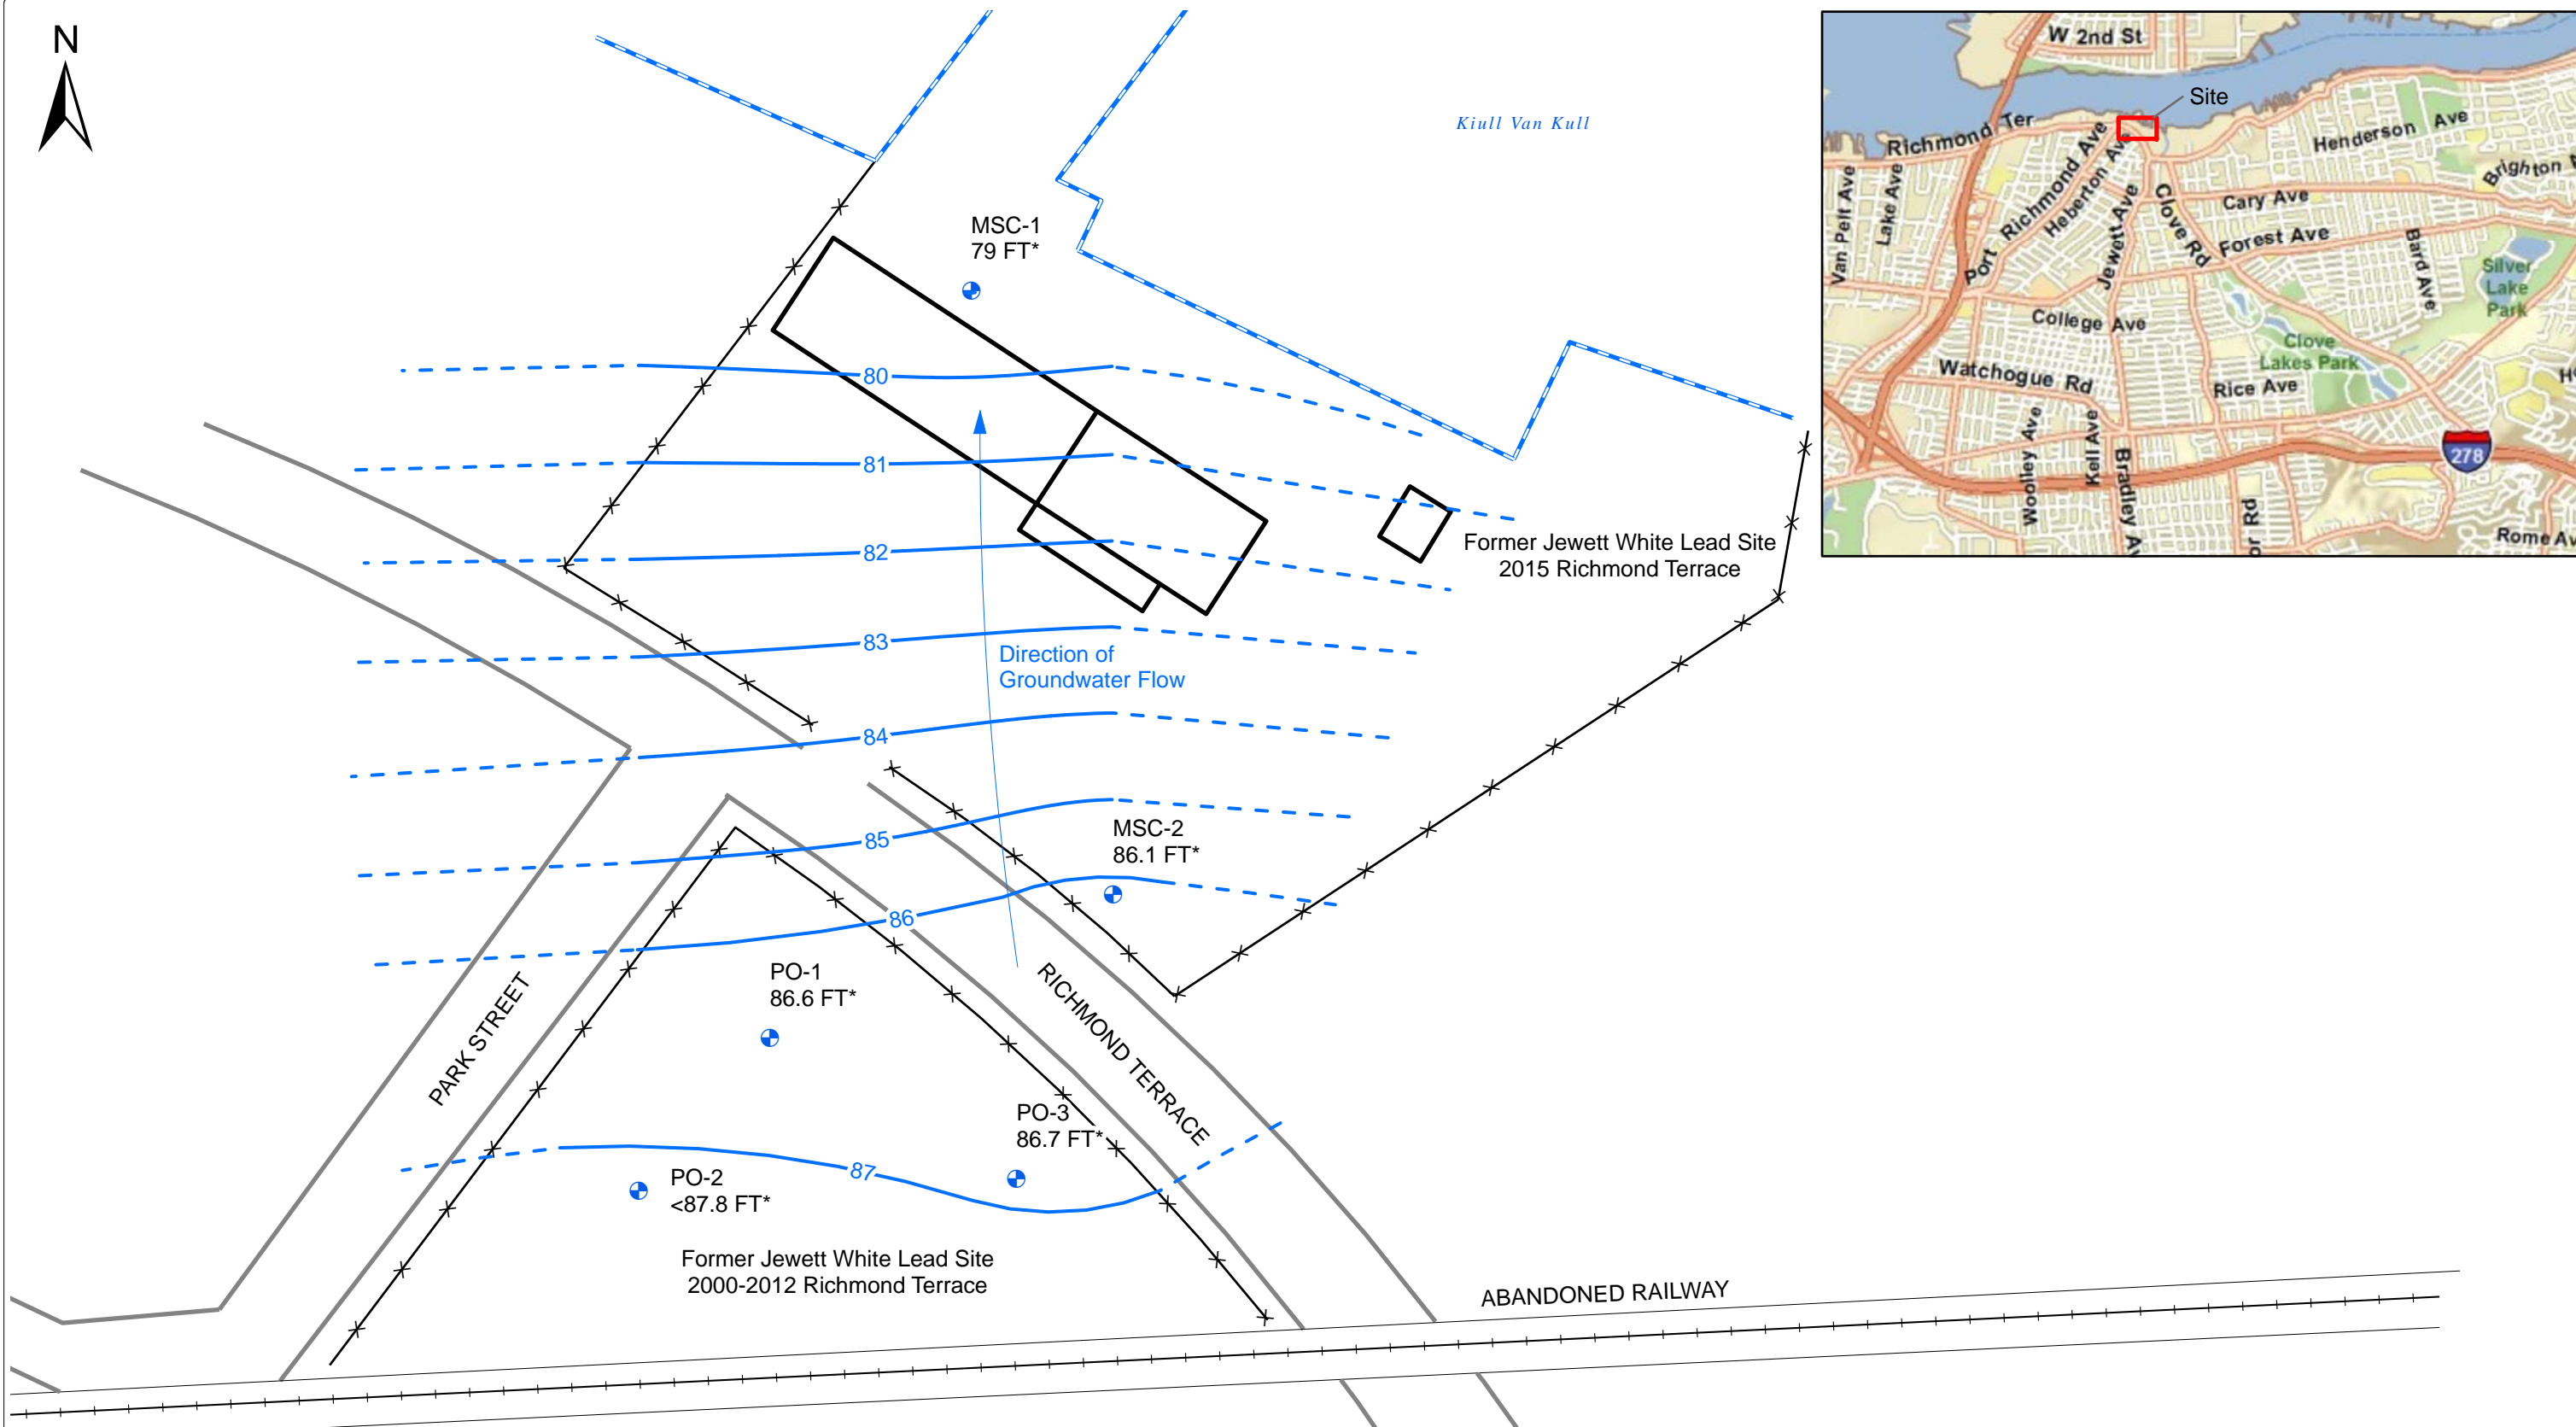 N
Kiull Van Kull
MSC-1
79 FT*
80
81
82
83
84
85
86
87
Direction of
Groundwater Flow
Former Jewett White Lead Site
2015 Richmond Terrace
MSC-2
86.1 FT*
PO-1
86.6 FT*
PO-3
86.7 FT*
PO-2
<87.8 FT*
PARK STREET
RICHMOND TERRACE
Former Jewett White Lead Site
2000-2012 Richmond Terrace
ABANDONED RAILWAY
W 2nd St
Site
Richmond Ter
Henderson Ave
Brighton
Van Pelt Ave
Lake Ave
Port Richmond Ave
Heberton Ave
Jewett Ave
Clove Rd
Cary Ave
Forest Ave
Bard Ave
Silver
Lake
Park
College Ave
Clove
Lakes Park
Watchogue Rd
Rice Ave
Wooley Ave
Kell Ave
Bradley Av
or Rd
278
Rome Av